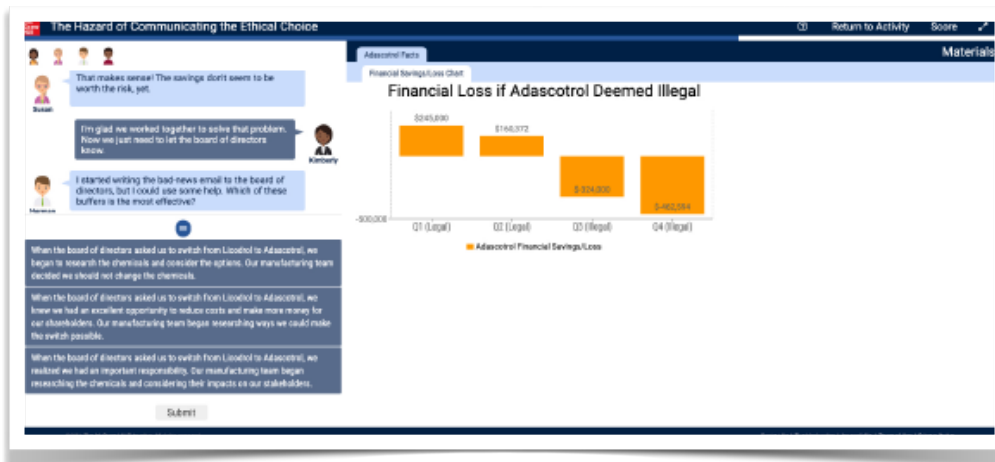 The Hazard of Communicating the Ethical Choice
Return to Activity Score
Materials
Adascotrol Facts
Financial Savings/Loss Chart
That makes sense! The savings don't seem to be
worth the risk, yet.
Susan
I'm glad we worked together to solve that problem.
Now we just need to let the board of directors
know.
Kimberly
I started writing the bad-news email to the board of
directors, but I could use some help. Which of these
buffers is the most effective?
When the board of directors asked us to switch from Licodrol to Adascotrol, we
began to research the chemicals and consider the options. Our manufacturing team
decided we should not change the chemicals.
When the board of directors asked us to switch from Licodrol to Adascotrol, we
knew we had an excellent opportunity to reduce costs and make more money for
our shareholders. Our manufacturing team began researching ways we could make
the switch possible.
When the board of directors asked us to switch from Licodrol to Adascotrol, we
realized we had an important responsibility. Our manufacturing team began
researching the chemicals and considering their impacts on our stakeholders.
Submit
Financial Loss if Adascotrol Deemed Illegal
$245,000
$160,372
$-324,000
Q1 (Legal) Q2 (Legal) Q3 (Illegal) Q4 (Illegal)
Adascotrol Financial Savings/Loss